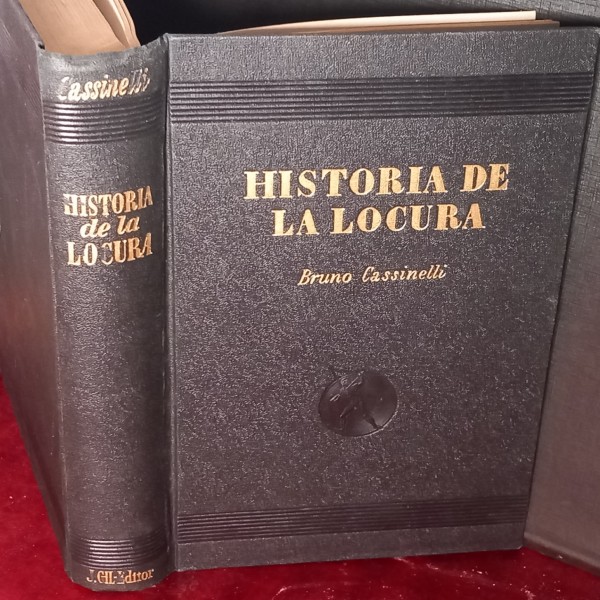 Cassinelli
HISTORIA
de la
LOCURA
J.Gil-Editor
HISTORIA DE
LA LOCURA
Bruno Cassinelli